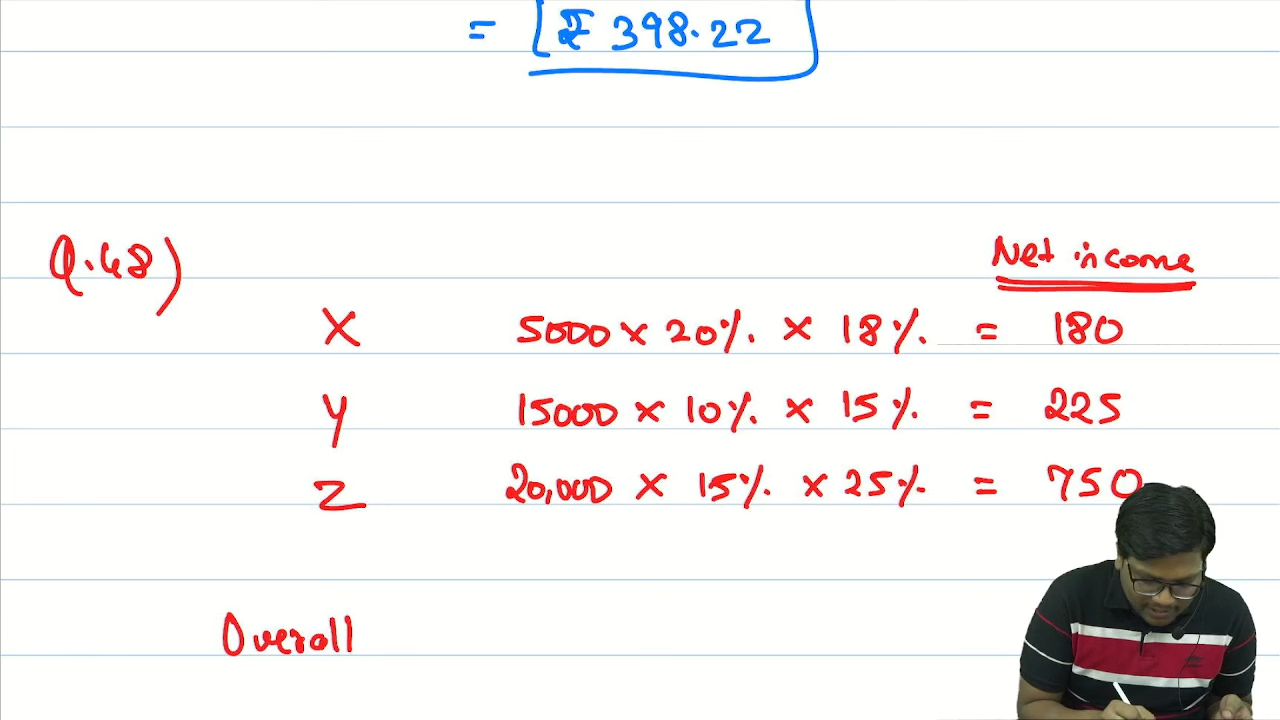 = ₹ 398.22
Q.48)
Net income
X 5000 × 20% × 18% = 180
Y 15000 × 10% × 15% = 225
Z 20,000 × 15% × 25% = 750
Overall